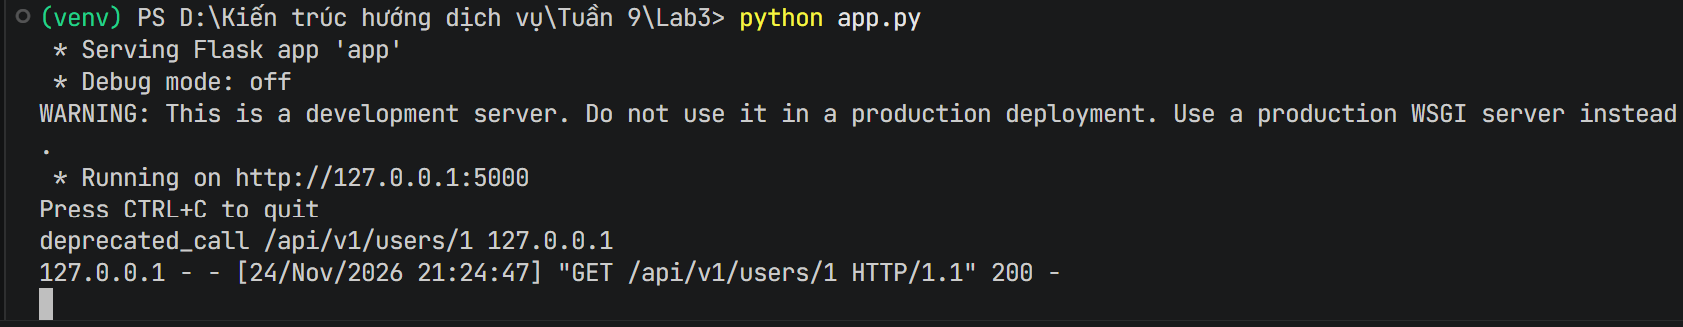 (venv) PS D:\Kiến trúc hướng dịch vụ\Tuần 9\Lab3> python app.py
 * Serving Flask app 'app'
 * Debug mode: off
WARNING: This is a development server. Do not use it in a production deployment. Use a production WSGI server instead
.
 * Running on http://127.0.0.1:5000
Press CTRL+C to quit
deprecated_call /api/v1/users/1 127.0.0.1
127.0.0.1 - - [24/Nov/2026 21:24:47] "GET /api/v1/users/1 HTTP/1.1" 200 -